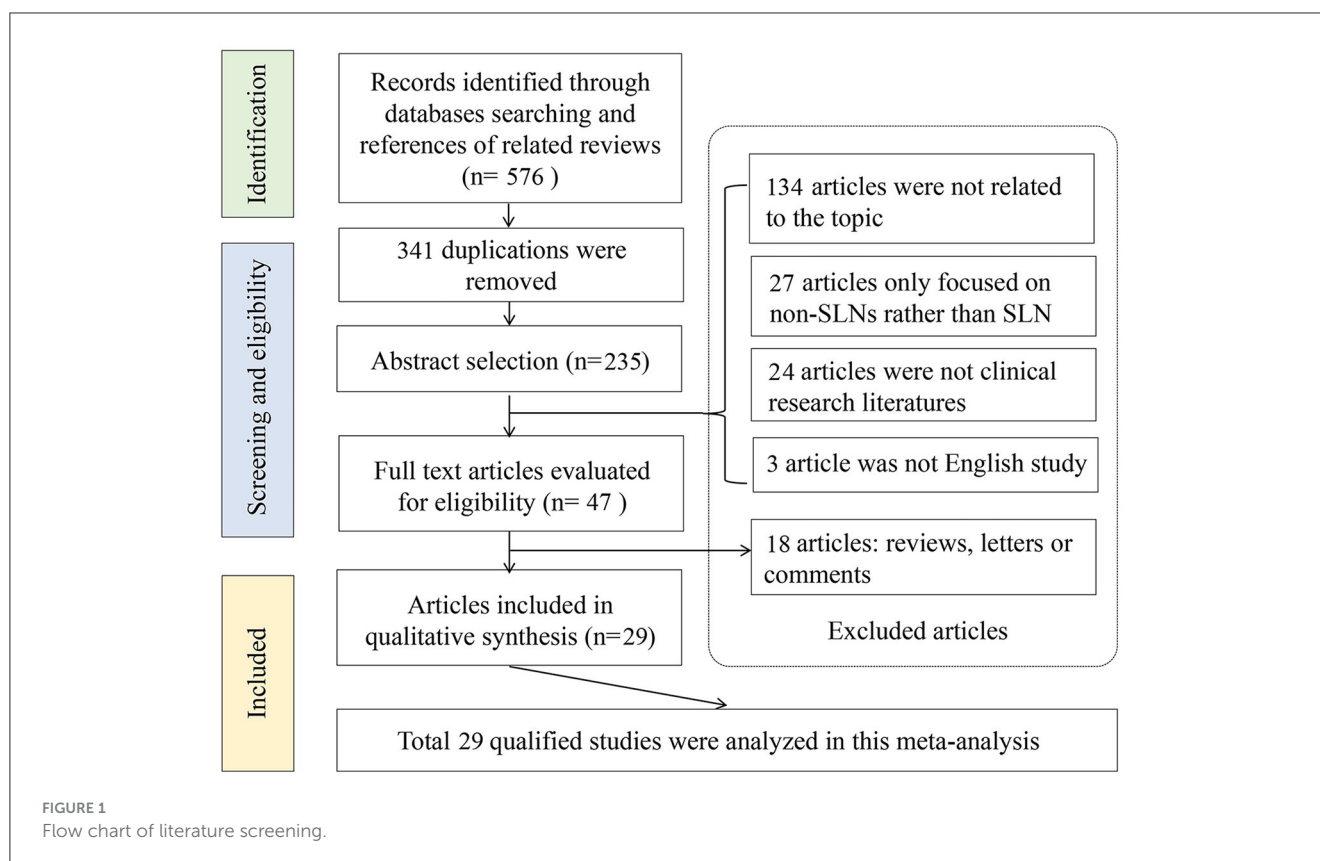 Identification
Records identified through
databases searching and
references of related reviews
(n= 576 )
Screening and eligibility
341 duplications were
removed
Abstract selection (n=235)
Full text articles evaluated
for eligibility (n= 47 )
134 articles were not related
to the topic
27 articles only focused on
non-SLNs rather than SLN
24 articles were not clinical
research literatures
3 article was not English study
18 articles: reviews, letters or
comments
Excluded articles
Included
Articles included in
qualitative synthesis (n=29)
Total 29 qualified studies were analyzed in this meta-analysis
FIGURE 1
Flow chart of literature screening.